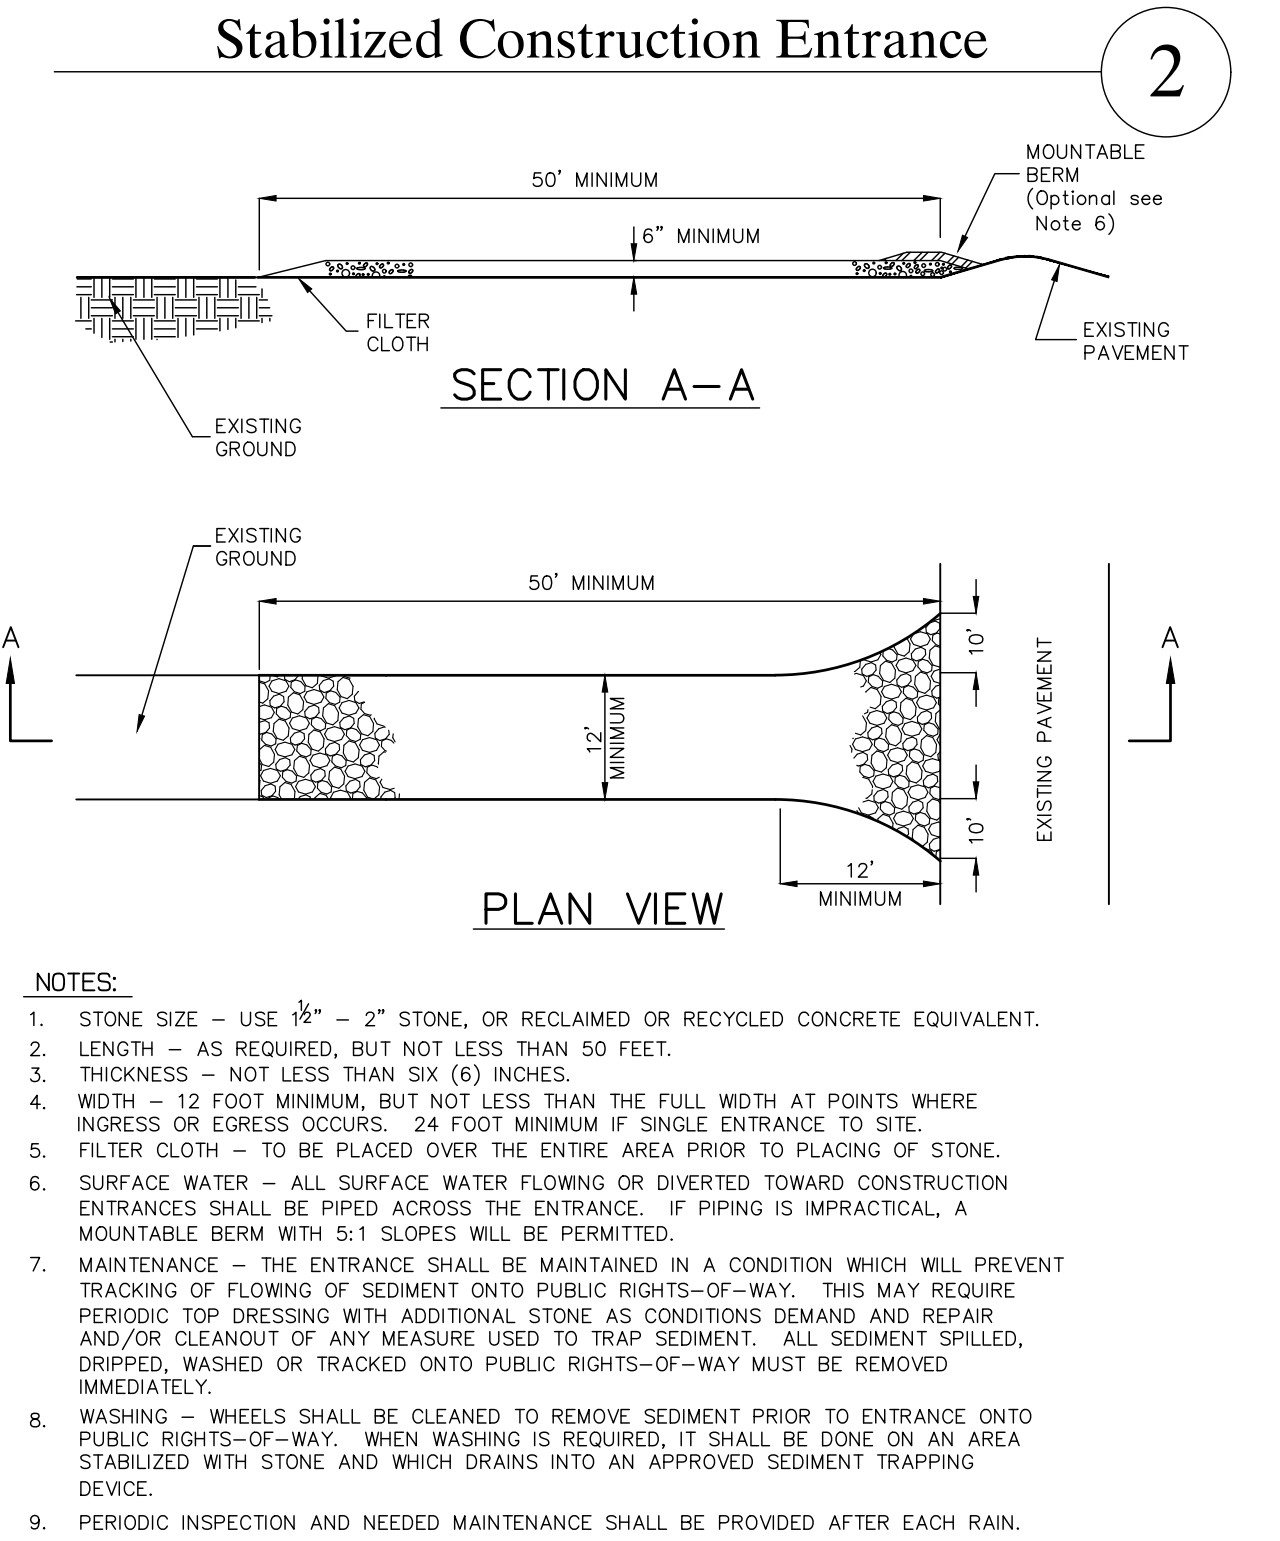 Stabilized Construction Entrance
2
MOUNTABLE
BERM
(Optional see
Note 6)
50' MINIMUM
6" MINIMUM
FILTER
CLOTH
EXISTING
PAVEMENT
SECTION A-A
EXISTING
GROUND
EXISTING
GROUND
50' MINIMUM
A
A
10'
12'
MINIMUM
EXISTING PAVEMENT
10'
12'
MINIMUM
PLAN VIEW
NOTES:
1. STONE SIZE – USE 1½" – 2" STONE, OR RECLAIMED OR RECYCLED CONCRETE EQUIVALENT.
2. LENGTH – AS REQUIRED, BUT NOT LESS THAN 50 FEET.
3. THICKNESS – NOT LESS THAN SIX (6) INCHES.
4. WIDTH – 12 FOOT MINIMUM, BUT NOT LESS THAN THE FULL WIDTH AT POINTS WHERE
INGRESS OR EGRESS OCCURS. 24 FOOT MINIMUM IF SINGLE ENTRANCE TO SITE.
5. FILTER CLOTH – TO BE PLACED OVER THE ENTIRE AREA PRIOR TO PLACING OF STONE.
6. SURFACE WATER – ALL SURFACE WATER FLOWING OR DIVERTED TOWARD CONSTRUCTION
ENTRANCES SHALL BE PIPED ACROSS THE ENTRANCE. IF PIPING IS IMPRACTICAL, A
MOUNTABLE BERM WITH 5:1 SLOPES WILL BE PERMITTED.
7. MAINTENANCE – THE ENTRANCE SHALL BE MAINTAINED IN A CONDITION WHICH WILL PREVENT
TRACKING OF FLOWING OF SEDIMENT ONTO PUBLIC RIGHTS–OF–WAY. THIS MAY REQUIRE
PERIODIC TOP DRESSING WITH ADDITIONAL STONE AS CONDITIONS DEMAND AND REPAIR
AND/OR CLEANOUT OF ANY MEASURE USED TO TRAP SEDIMENT. ALL SEDIMENT SPILLED,
DRIPPED, WASHED OR TRACKED ONTO PUBLIC RIGHTS–OF–WAY MUST BE REMOVED
IMMEDIATELY.
8. WASHING – WHEELS SHALL BE CLEANED TO REMOVE SEDIMENT PRIOR TO ENTRANCE ONTO
PUBLIC RIGHTS–OF–WAY. WHEN WASHING IS REQUIRED, IT SHALL BE DONE ON AN AREA
STABILIZED WITH STONE AND WHICH DRAINS INTO AN APPROVED SEDIMENT TRAPPING
DEVICE.
9. PERIODIC INSPECTION AND NEEDED MAINTENANCE SHALL BE PROVIDED AFTER EACH RAIN.